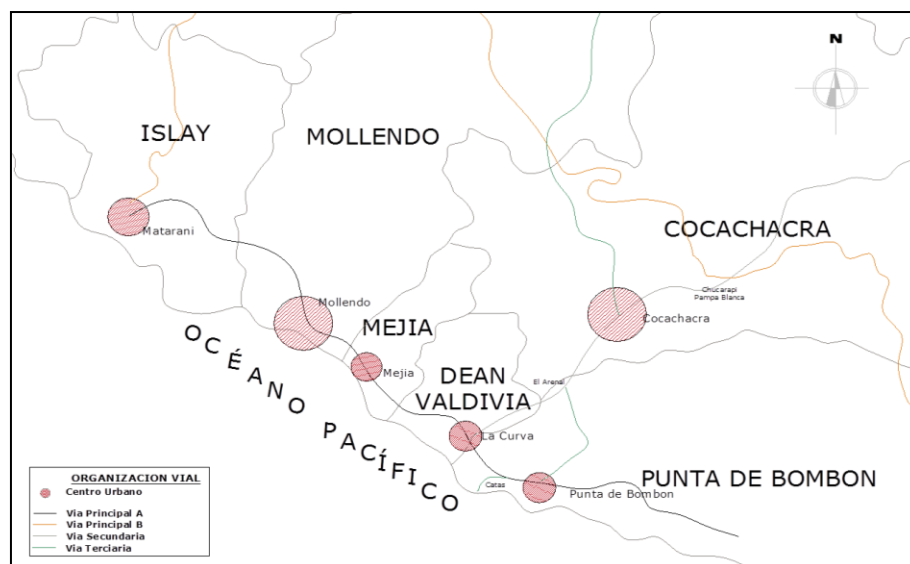 N
ISLAY
MOLLENDO
COCACHACRA
Matarani
Chucarapi
Pampa Blanca
Mollendo
Cocachacra
MEJIA
Mejia
DEAN
VALDIVIA
El Arenal
OCÉANO PACÍFICO
La Curva
PUNTA DE BOMBON
Catas
Punta de Bombon
ORGANIZACION VIAL
Centro Urbano
Via Principal A
Via Principal B
Via Secundaria
Via Terciaria